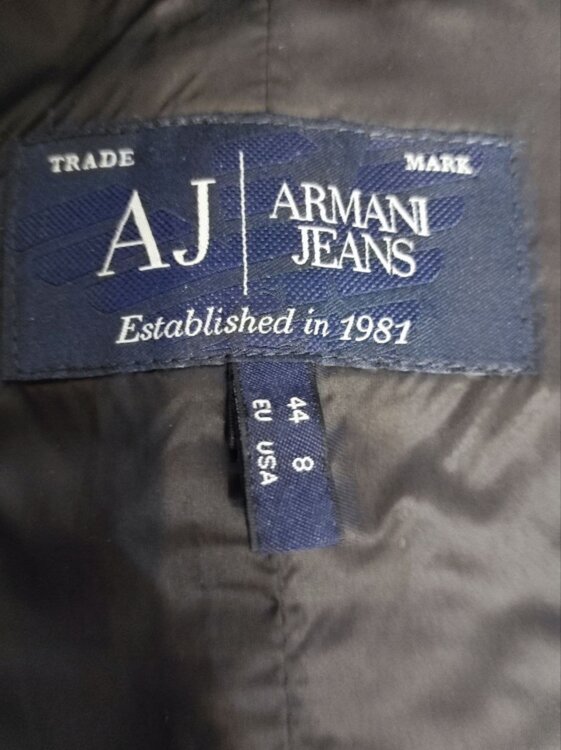 TRADE MARK
AJ ARMANI JEANS
Established in 1981
44 8
EU USA